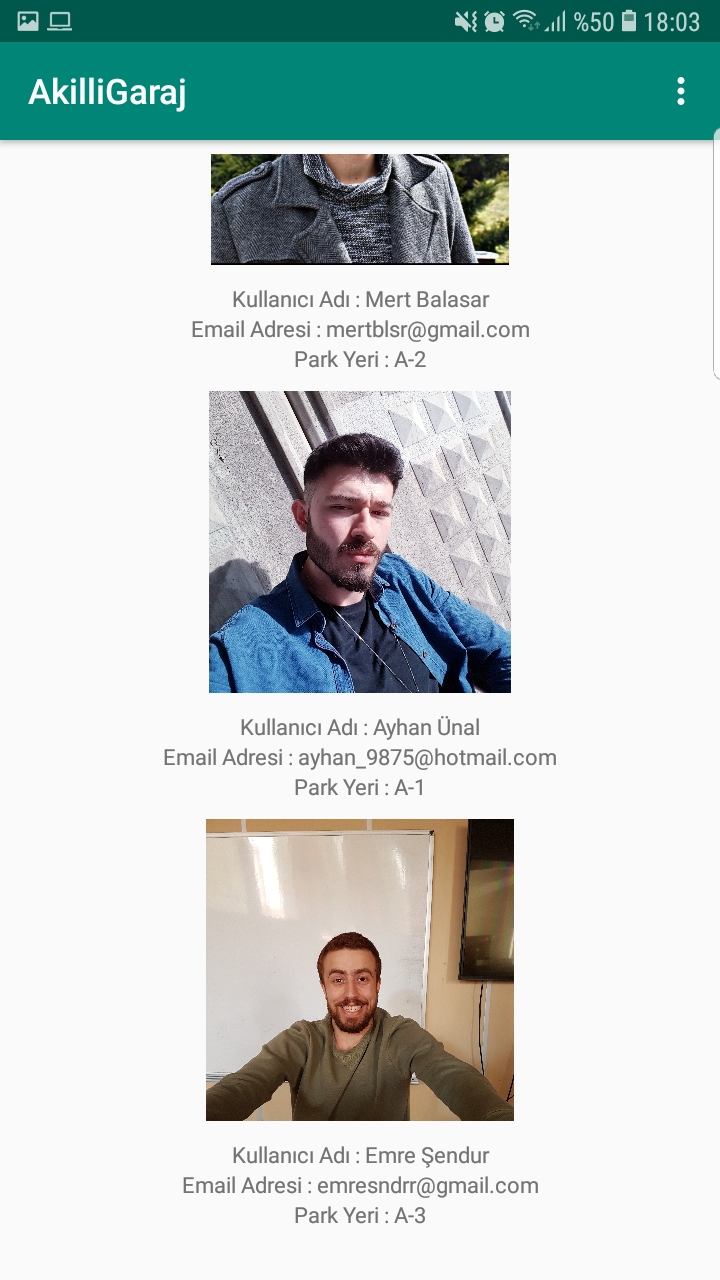 %50 18:03
AkilliGaraj
Kullanıcı Adı : Mert Balasar
Email Adresi : mertblsr@gmail.com
Park Yeri : A-2
Kullanıcı Adı : Ayhan Ünal
Email Adresi : ayhan_9875@hotmail.com
Park Yeri : A-1
Kullanıcı Adı : Emre Şendur
Email Adresi : emresndrr@gmail.com
Park Yeri : A-3